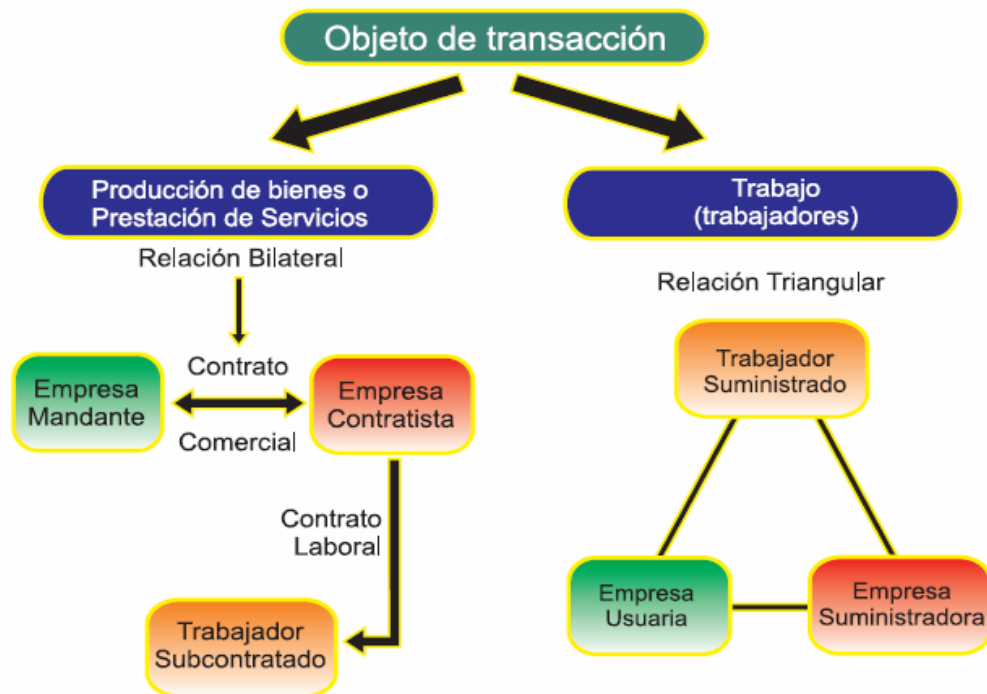 Objeto de transacción
Producción de bienes o
Prestación de Servicios
Relación Bilateral
Contrato
Empresa
Mandante
Empresa
Contratista
Comercial
Contrato
Laboral
Trabajador
Subcontratado
Trabajo
(trabajadores)
Relación Triangular
Trabajador
Suministrado
Empresa
Usuaria
Empresa
Suministradora